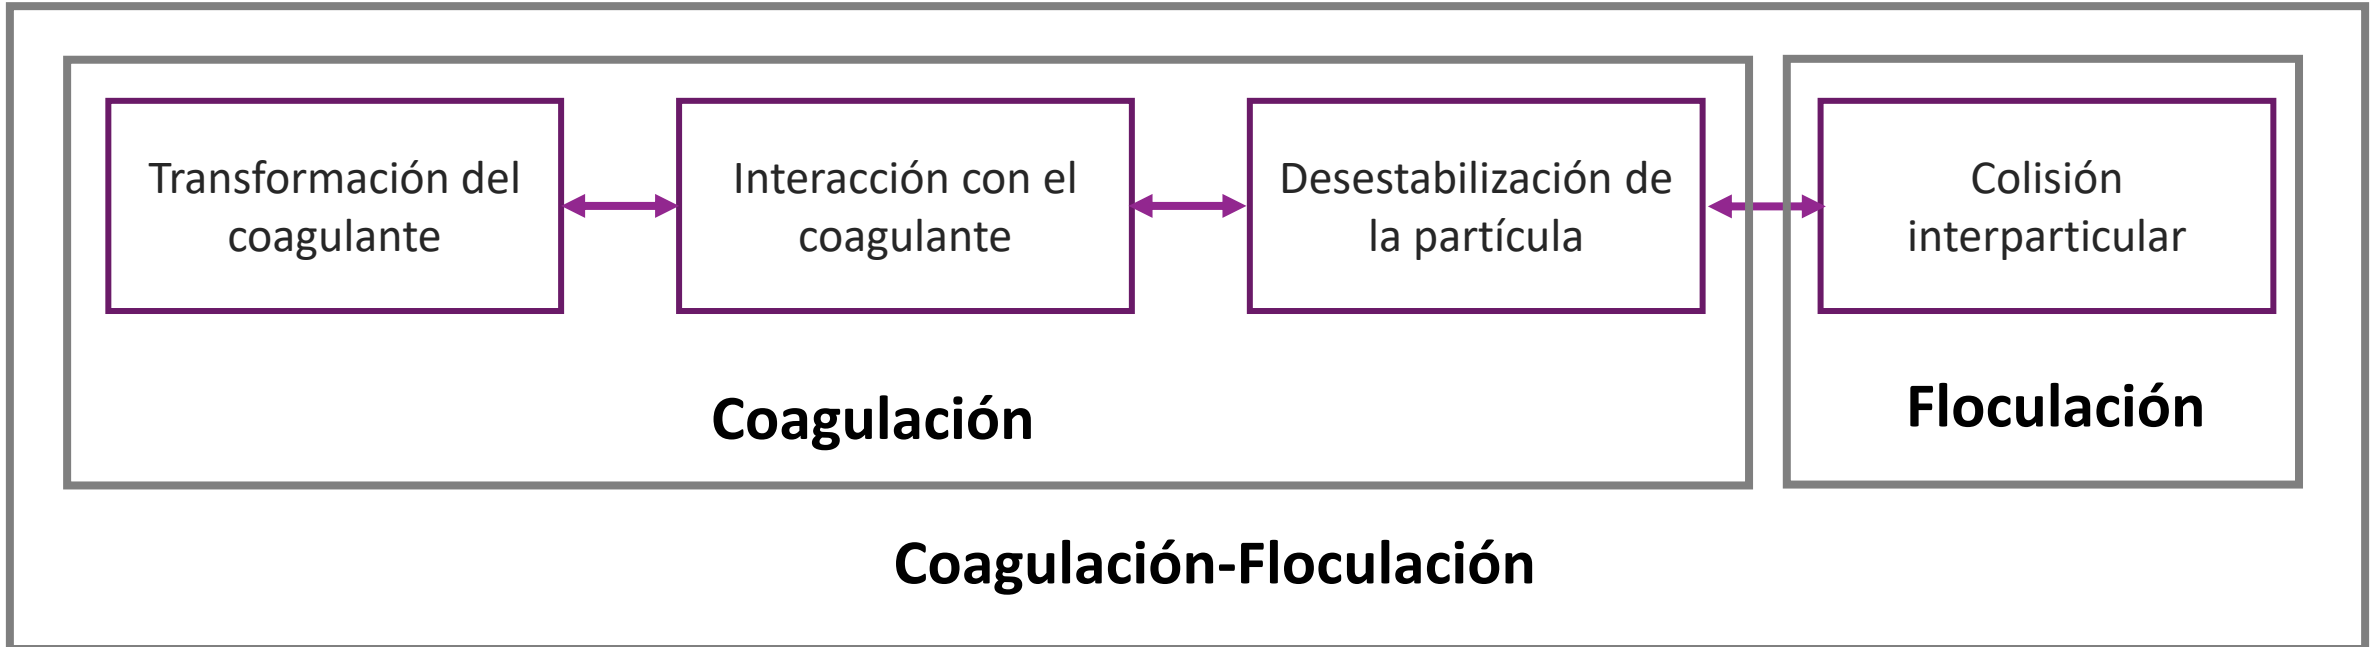 Transformación del
coagulante
Interacción con el
coagulante
Desestabilización de
la partícula
Colisión
interparticular
Coagulación
Floculación
Coagulación-Floculación